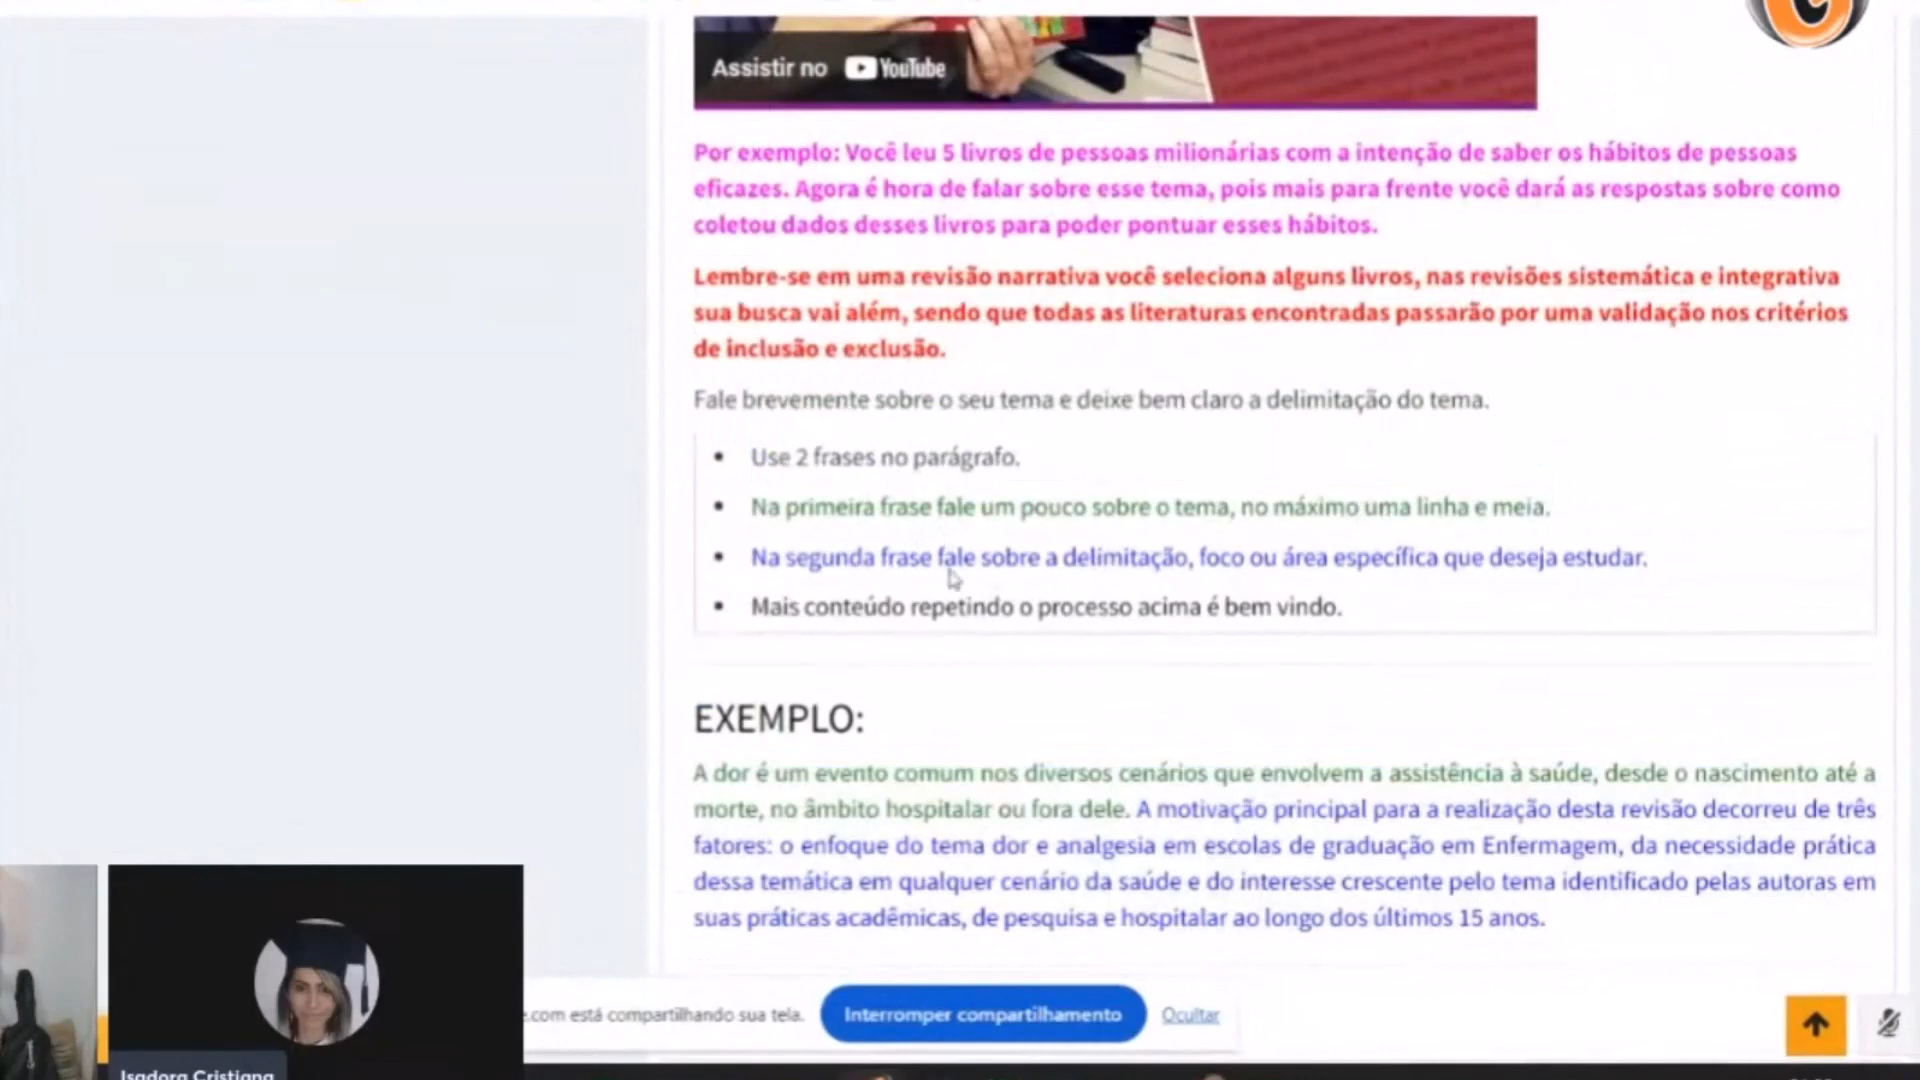 Assistir no YouTube
Por exemplo: Você leu 5 livros de pessoas milionárias com a intenção de saber os hábitos de pessoas
eficazes. Agora é hora de falar sobre esse tema, pois mais para frente você dará as respostas sobre como
coletou dados desses livros para poder pontuar esses hábitos.
Lembre-se em uma revisão narrativa você seleciona alguns livros, nas revisões sistemática e integrativa
sua busca vai além, sendo que todas as literaturas encontradas passarão por uma validação nos critérios
de inclusão e exclusão.
Fale brevemente sobre o seu tema e deixe bem claro a delimitação do tema.
• Use 2 frases no parágrafo.
• Na primeira frase fale um pouco sobre o tema, no máximo uma linha e meia.
• Na segunda frase fale sobre a delimitação, foco ou área específica que deseja estudar.
• Mais conteúdo repetindo o processo acima é bem vindo.
EXEMPLO:
A dor é um evento comum nos diversos cenários que envolvem a assistência à saúde, desde o nascimento até a
morte, no âmbito hospitalar ou fora dele. A motivação principal para a realização desta revisão decorreu de três
fatores: o enfoque do tema dor e analgesia em escolas de graduação em Enfermagem, da necessidade prática
dessa temática em qualquer cenário da saúde e do interesse crescente pelo tema identificado pelas autoras em
suas práticas acadêmicas, de pesquisa e hospitalar ao longo dos últimos 15 anos.
.com está compartilhando sua tela. Interromper compartilhamento Ocultar
Isadora Cristiana